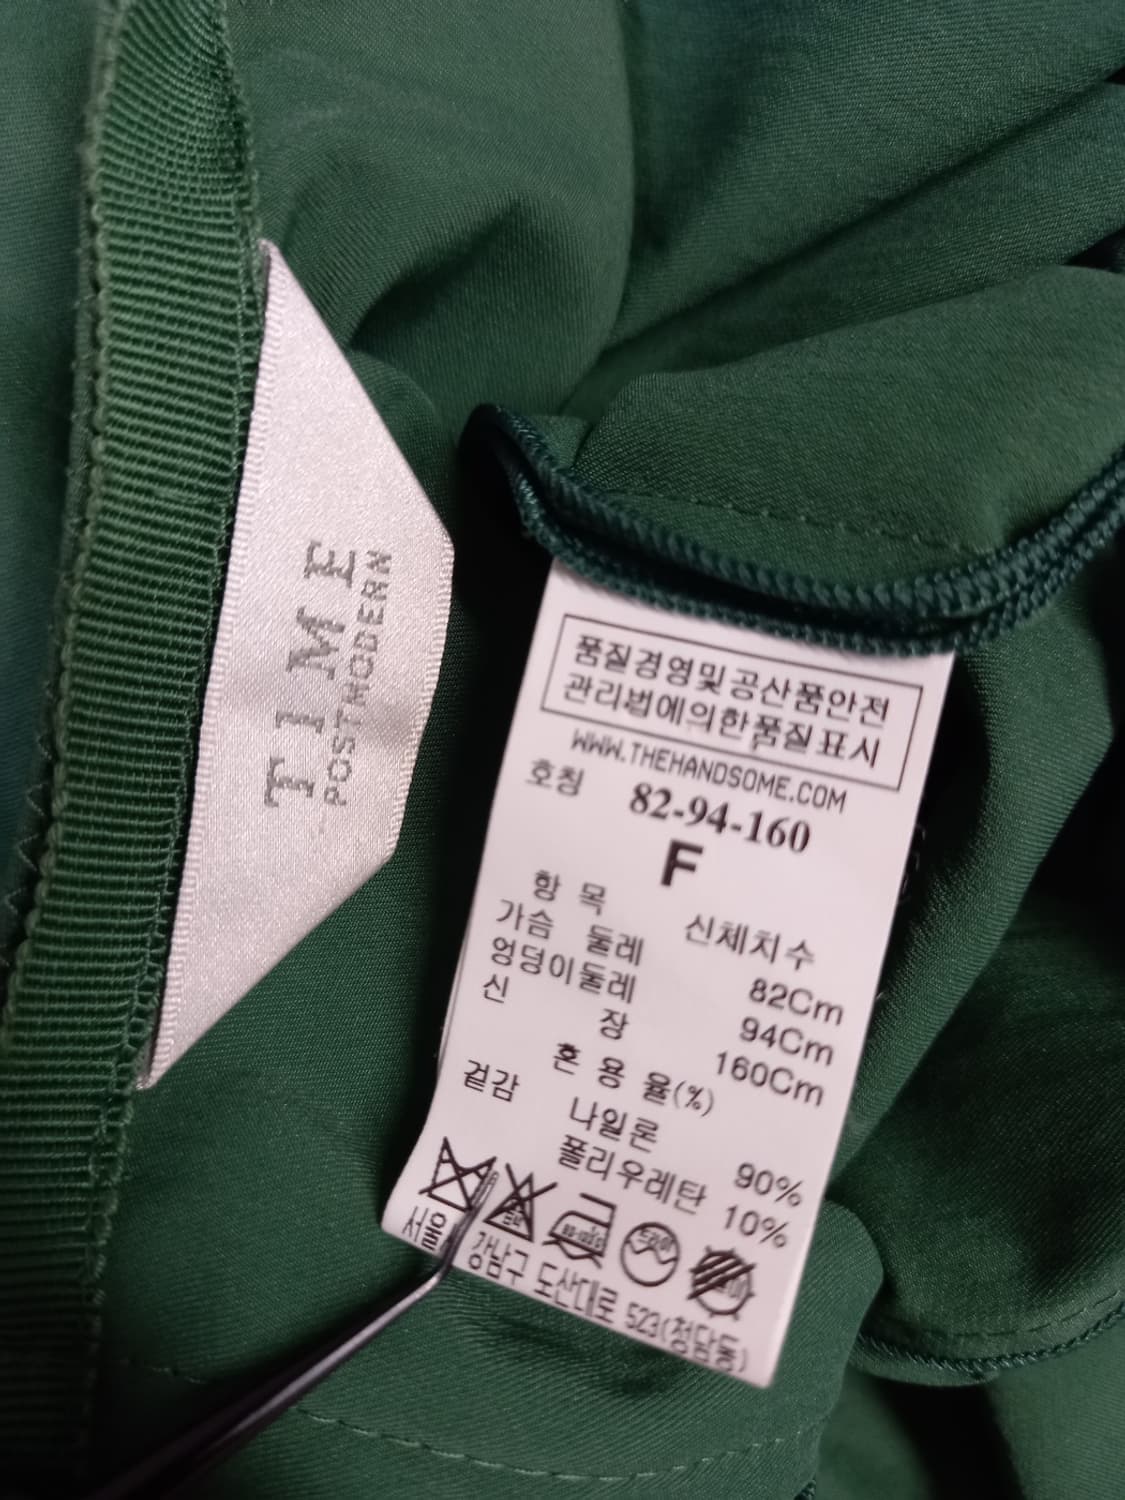 TIME
POSTMODERN
품질경영및공산품안전
관리법에의한품질표시
WWW.THEHANDSOME.COM
호칭 82-94-160
F
항 목 신체치수
가슴 둘레 82Cm
엉덩이둘레 94Cm
신 장 160Cm
혼 용 율(%)
겉감 나일론 90%
폴리우레탄 10%
드라이
서울 강남구 도산대로 523(청담동)